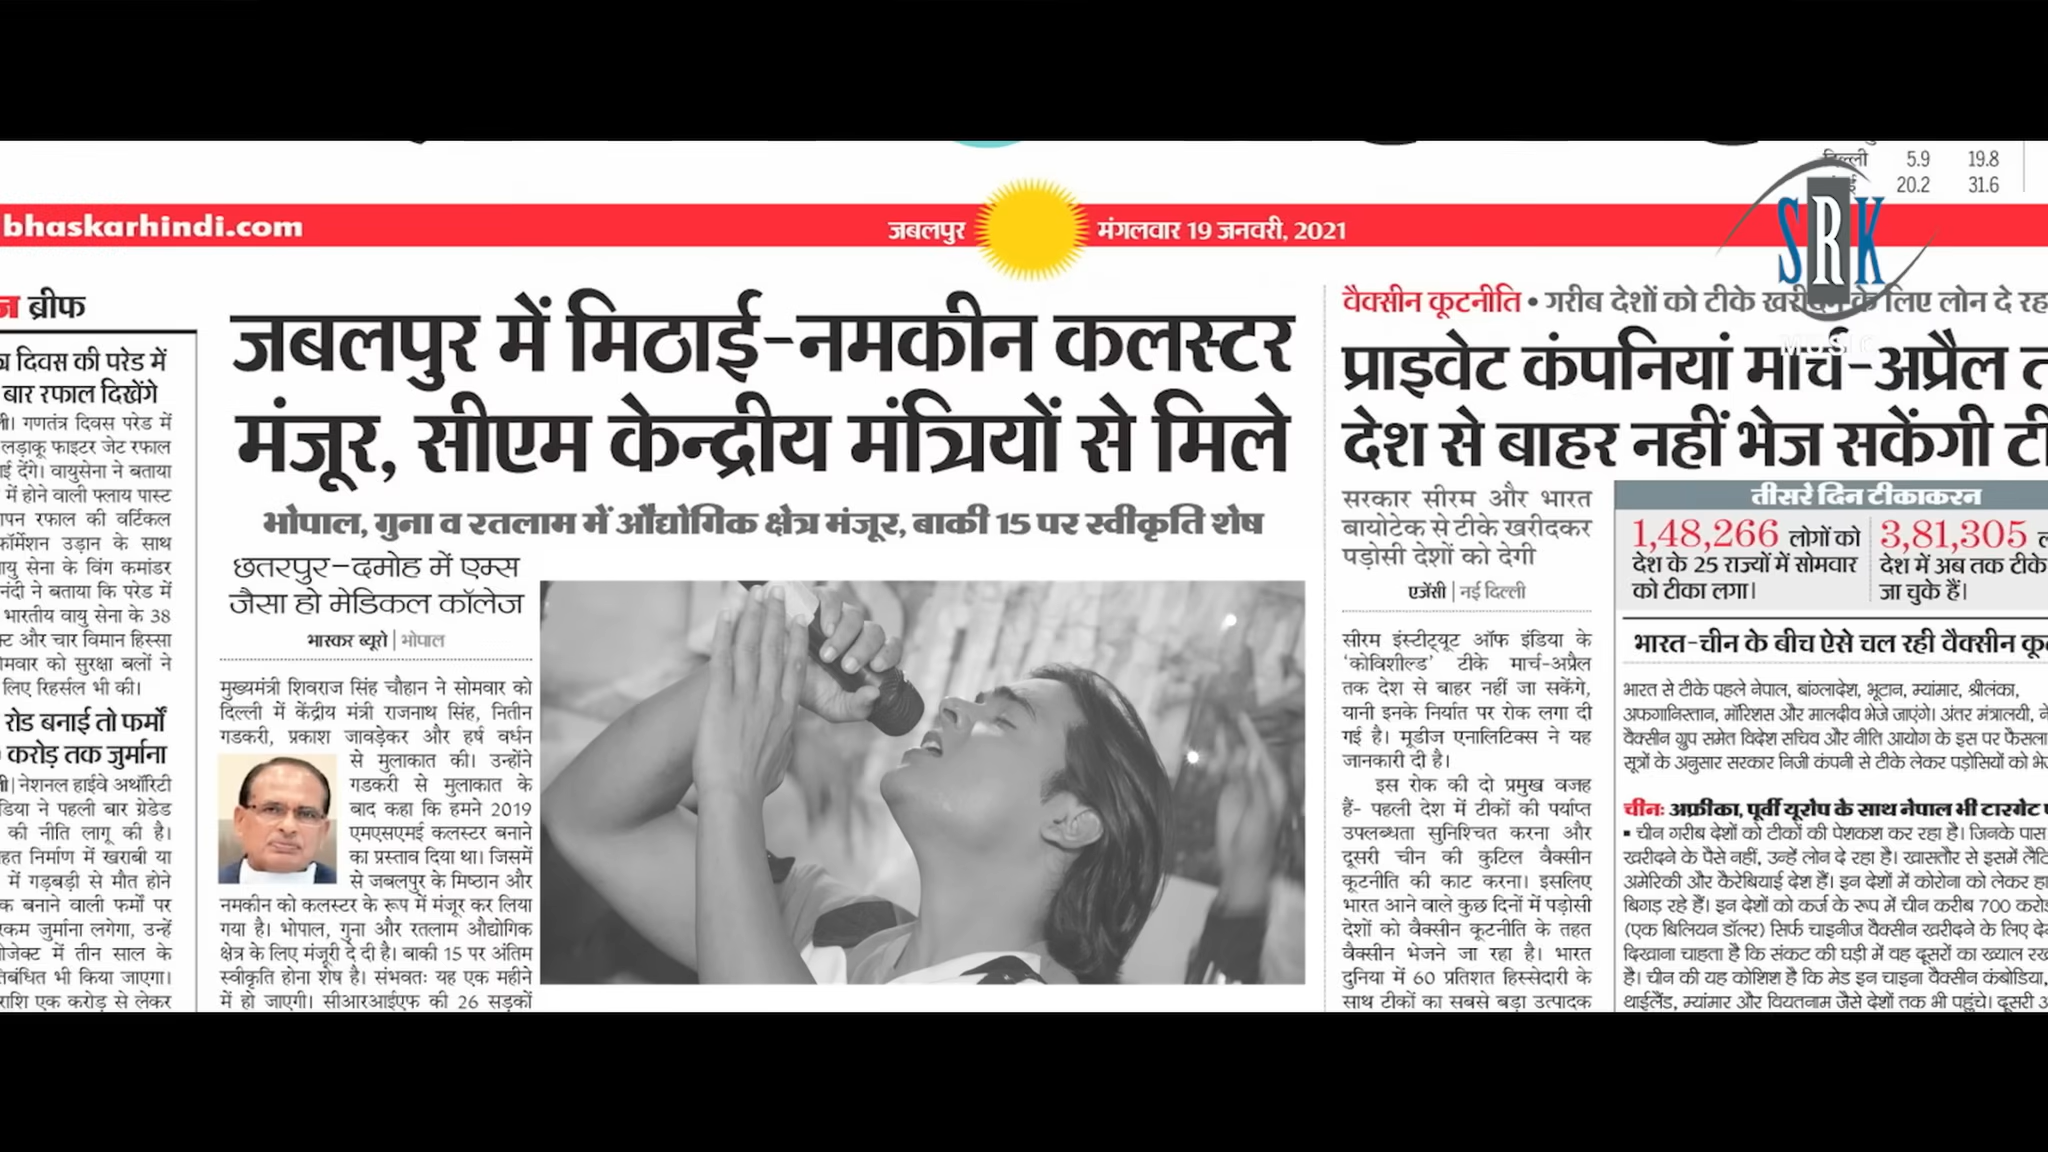 दिल्ली 5.9 19.8
20.2 31.6
bhaskarhindi.com
जबलपुर
मंगलवार 19 जनवरी, 2021
SRK
MUSIC
ब्रीफ
दिवस की परेड में
बार रफाल दिखेंगे
गणतंत्र दिवस परेड में
लड़ाकू फाइटर जेट रफाल
देंगे। वायुसेना ने बताया
में होने वाली फ्लाय पास्ट
रफाल की वर्टिकल
फॉर्मेशन उड़ान के साथ
सेना के विंग कमांडर
नंदी ने बताया कि परेड में
भारतीय वायु सेना के 38
और चार विमान हिस्सा
सोमवार को सुरक्षा बलों ने
लिए रिहर्सल भी की।
रोड बनाई तो फर्मों
करोड़ तक जुर्माना
नेशनल हाईवे अथॉरिटी
ने पहली बार ग्रेडेड
की नीति लागू की है।
निर्माण में खराबी या
में गड़बड़ी से मौत होने
बनाने वाली फर्मों पर
रकम जुर्माना लगेगा, उन्हें
में तीन साल के
भी किया जाएगा।
राशि एक करोड़ से लेकर
जबलपुर में मिठाई-नमकीन कलस्टर
मंजूर, सीएम केन्द्रीय मंत्रियों से मिले
भोपाल, गुना व रतलाम में औद्योगिक क्षेत्र मंजूर, बाकी 15 पर स्वीकृति शेष
छतरपुर-दमोह में एम्स
जैसा हो मेडिकल कॉलेज
भास्कर ब्यूरो | भोपाल
मुख्यमंत्री शिवराज सिंह चौहान ने सोमवार को
दिल्ली में केंद्रीय मंत्री राजनाथ सिंह, नितीन
गडकरी, प्रकाश जावड़ेकर और हर्ष वर्धन
से मुलाकात की। उन्होंने
गडकरी से मुलाकात के
बाद कहा कि हमने 2019
एमएसएमई कलस्टर बनाने
का प्रस्ताव दिया था। जिसमें
से जबलपुर के मिष्ठान और
नमकीन को कलस्टर के रूप में मंजूर कर लिया
गया है। भोपाल, गुना और रतलाम औद्योगिक
क्षेत्र के लिए मंजूरी दे दी है। बाकी 15 पर अंतिम
स्वीकृति होना शेष है। संभवतः यह एक महीने
में हो जाएगी। सीआरआईएफ की 26 सड़कों
वैक्सीन कूटनीति • गरीब देशों को टीके खरीदने के लिए लोन दे रहा
प्राइवेट कंपनियां मार्च-अप्रैल
देश से बाहर नहीं भेज सकेंगी
सरकार सीरम और भारत
बायोटेक से टीके खरीदकर
पड़ोसी देशों को देगी
एजेंसी | नई दिल्ली
सीरम इंस्टीट्यूट ऑफ इंडिया के
'कोविशील्ड' टीके मार्च-अप्रैल
तक देश से बाहर नहीं जा सकेंगे,
यानी इनके निर्यात पर रोक लगा दी
गई है। मूडीज एनालिटिक्स ने यह
जानकारी दी है।
इस रोक की दो प्रमुख वजह
हैं- पहली देश में टीकों की पर्याप्त
उपलब्धता सुनिश्चित करना और
दूसरी चीन की कुटिल वैक्सीन
कूटनीति की काट करना। इसलिए
भारत आने वाले कुछ दिनों में पड़ोसी
देशों को वैक्सीन कूटनीति के तहत
वैक्सीन भेजने जा रहा है। भारत
दुनिया में 60 प्रतिशत हिस्सेदारी के
साथ टीकों का सबसे बड़ा उत्पादक
तीसरे दिन टीकाकरन
1,48,266 लोगों को
देश के 25 राज्यों में सोमवार
को टीका लगा।
3,81,305
देश में अब तक टीके
जा चुके हैं।
भारत-चीन के बीच ऐसे चल रही वैक्सीन
भारत से टीके पहले नेपाल, बांग्लादेश, भूटान, म्यांमार, श्रीलंका,
अफगानिस्तान, मॉरिशस और मालदीव भेजे जाएंगे। अंतर मंत्रालयी,
वैक्सीन ग्रुप समेत विदेश सचिव और नीति आयोग के इस पर फैसला
सूत्रों के अनुसार सरकार निजी कंपनी से टीके लेकर पड़ोसियों को
चीनः अफ्रीका, पूर्वी यूरोप के साथ नेपाल भी टारगेट
▪ चीन गरीब देशों को टीकों की पेशकश कर रहा है। जिनके पास
खरीदने के पैसे नहीं, उन्हें लोन दे रहा है। खासतौर से इसमें
अमेरिकी और कैरेबियाई देश हैं। इन देशों में कोरोना को लेकर
बिगड़ रहे हैं। इन देशों को कर्ज के रूप में चीन करीब 700 करोड़
(एक बिलियन डॉलर) सिर्फ चाइनीज वैक्सीन खरीदने के लिए
दिखाना चाहता है कि संकट की घड़ी में वह दूसरों का ख्याल रख
है। चीन की यह कोशिश है कि मेड इन चाइना वैक्सीन कंबोडिया,
थाईलैंड, म्यांमार और वियतनाम जैसे देशों तक भी पहुंचे। दूसरी